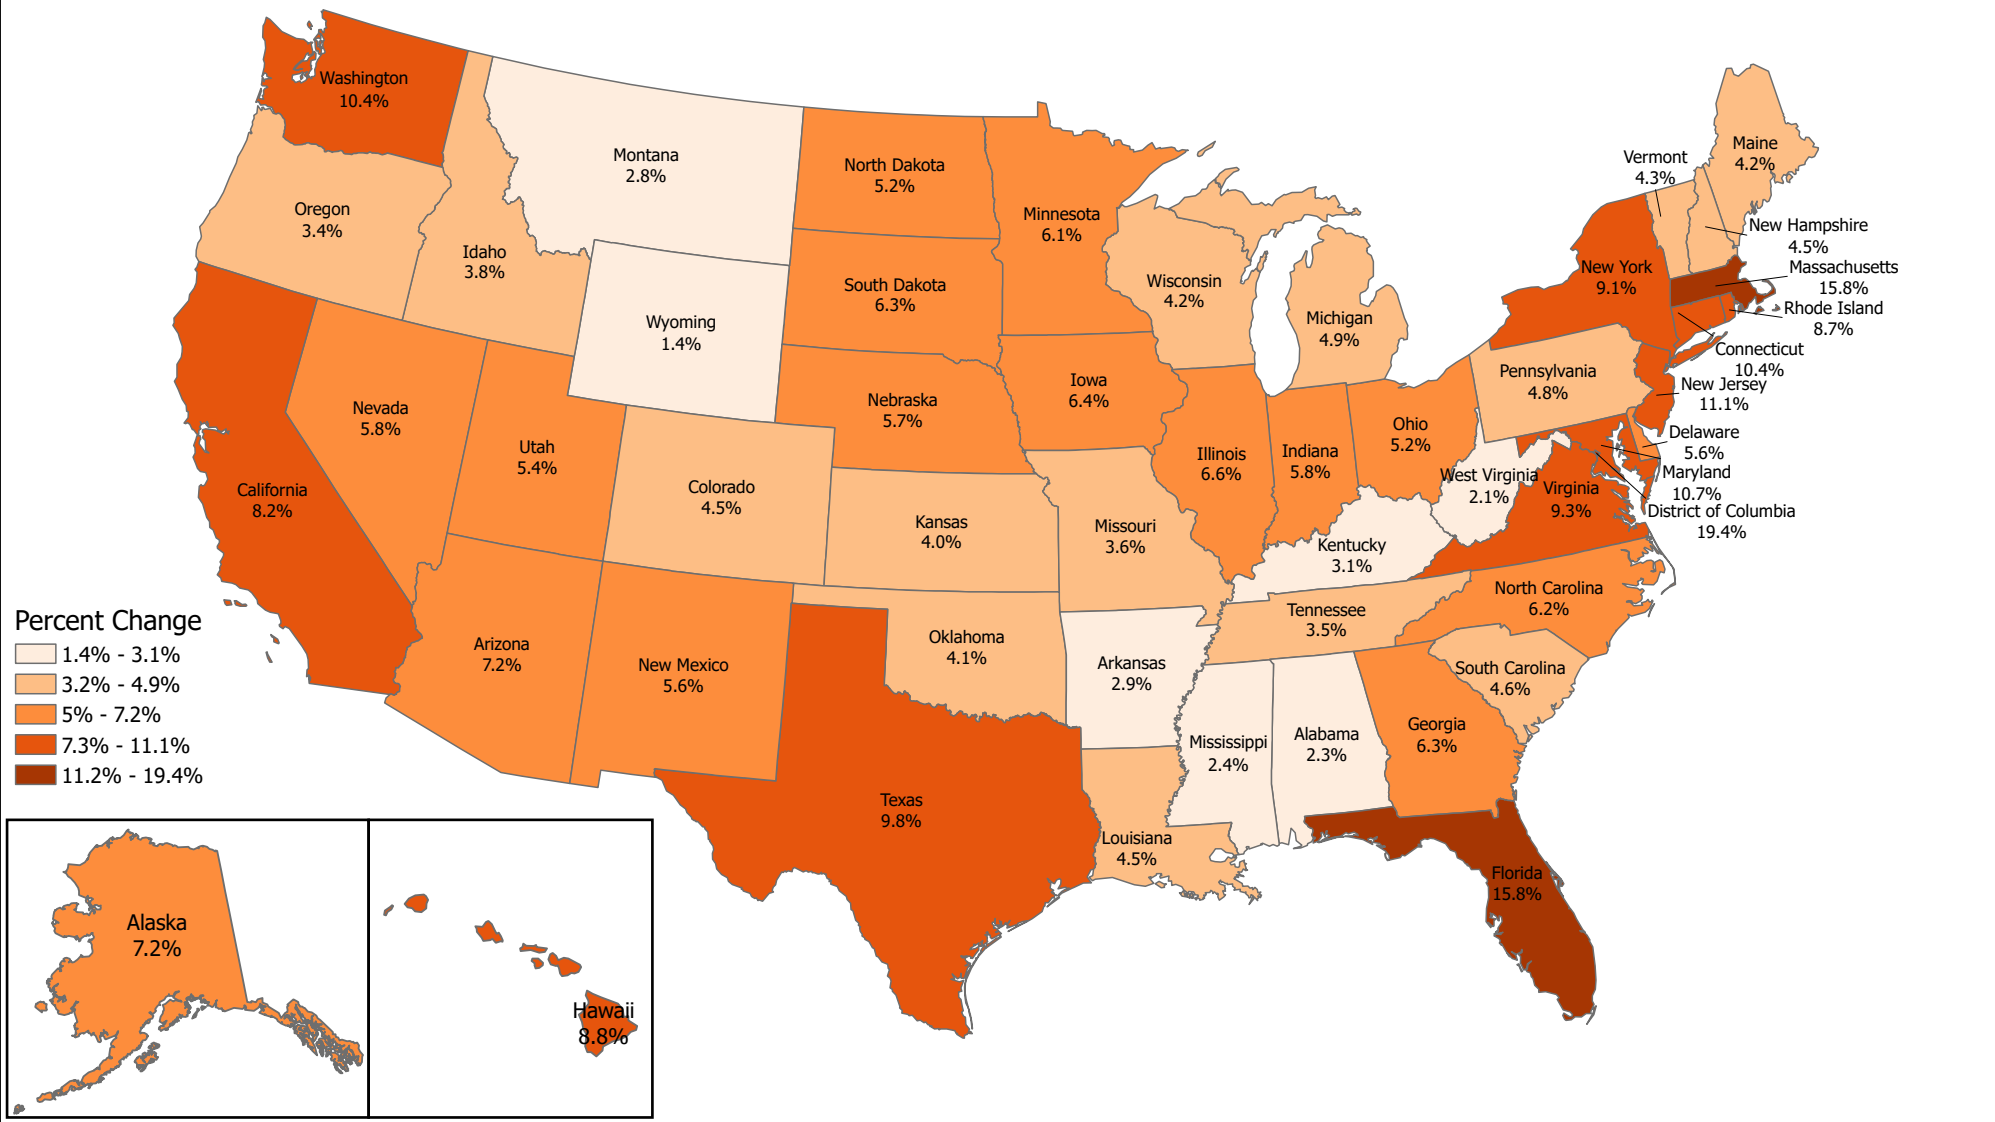 Washington
10.4%
Montana
2.8%
North Dakota
5.2%
Minnesota
6.1%
Maine
4.2%
Vermont
4.3%
New Hampshire
4.5%
Massachusetts
15.8%
Rhode Island
8.7%
Connecticut
10.4%
New Jersey
11.1%
Delaware
5.6%
Maryland
10.7%
District of Columbia
19.4%
Oregon
3.4%
Idaho
3.8%
Wyoming
1.4%
South Dakota
6.3%
Wisconsin
4.2%
Michigan
4.9%
New York
9.1%
Pennsylvania
4.8%
Nevada
5.8%
Utah
5.4%
Nebraska
5.7%
Iowa
6.4%
Illinois
6.6%
Indiana
5.8%
Ohio
5.2%
West Virginia
2.1%
Virginia
9.3%
California
8.2%
Colorado
4.5%
Kansas
4.0%
Missouri
3.6%
Kentucky
3.1%
North Carolina
6.2%
Tennessee
3.5%
Arizona
7.2%
New Mexico
5.6%
Oklahoma
4.1%
Arkansas
2.9%
South Carolina
4.6%
Mississippi
2.4%
Alabama
2.3%
Georgia
6.3%
Texas
9.8%
Louisiana
4.5%
Florida
15.8%
Percent Change
1.4% - 3.1%
3.2% - 4.9%
5% - 7.2%
7.3% - 11.1%
11.2% - 19.4%
Alaska
7.2%
Hawaii
8.8%